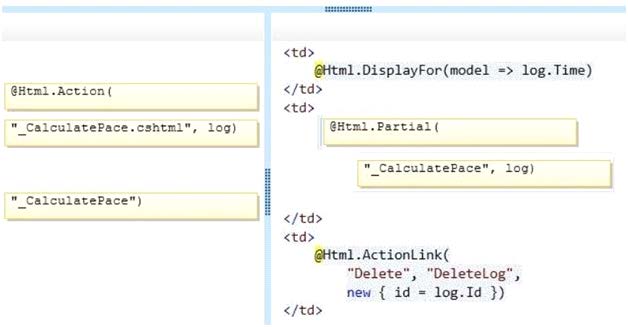 @Html.Action(
"_CalculatePace.cshtml", log)
"_CalculatePace")
<td>
@Html.DisplayFor(model => log.Time)
</td>
<td>
@Html.Partial(
"_CalculatePace", log)
</td>
<td>
@Html.ActionLink(
"Delete", "DeleteLog",
new { id = log.Id })
</td>